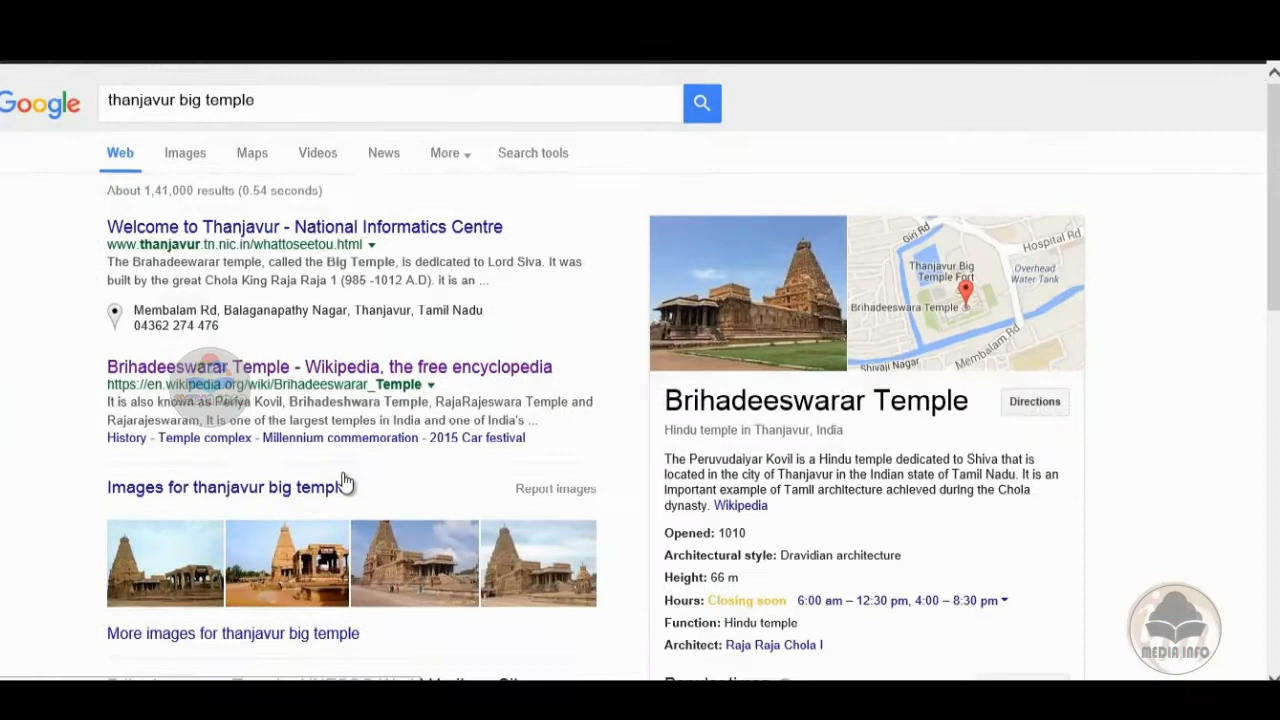 Google
thanjavur big temple
Web Images Maps Videos News More Search tools
About 1,41,000 results (0.54 seconds)
Welcome to Thanjavur - National Informatics Centre
www.thanjavur.tn.nic.in/whattoseetou.html
The Brahadeewarar temple, called the Big Temple, is dedicated to Lord Siva. It was
built by the great Chola King Raja Raja 1 (985 -1012 A.D). it is an ...
Membalam Rd, Balaganapathy Nagar, Thanjavur, Tamil Nadu
04362 274 476
Brihadeeswarar Temple - Wikipedia, the free encyclopedia
https://en.wikipedia.org/wiki/Brihadeeswarar_Temple
It is also known as Periya Kovil, Brihadeshwara Temple, RajaRajeswara Temple and
Rajarajeswaram, It is one of the largest temples in India and one of India's ...
History - Temple complex - Millennium commemoration - 2015 Car festival
Images for thanjavur big temple
Report images
More images for thanjavur big temple
Giri Rd
Hospital Rd
Thanjavur Big
Temple Fort
Overhead
Water Tank
Brihadeeswara Temple
Membalam Rd
Shivaji Nagar
Brihadeeswarar Temple
Directions
Hindu temple in Thanjavur, India
The Peruvudaiyar Kovil is a Hindu temple dedicated to Shiva that is
located in the city of Thanjavur in the Indian state of Tamil Nadu. It is an
important example of Tamil architecture achieved during the Chola
dynasty. Wikipedia
Opened: 1010
Architectural style: Dravidian architecture
Height: 66 m
Hours: Closing soon 6:00 am – 12:30 pm, 4:00 – 8:30 pm
Function: Hindu temple
Architect: Raja Raja Chola I
MEDIA INFO